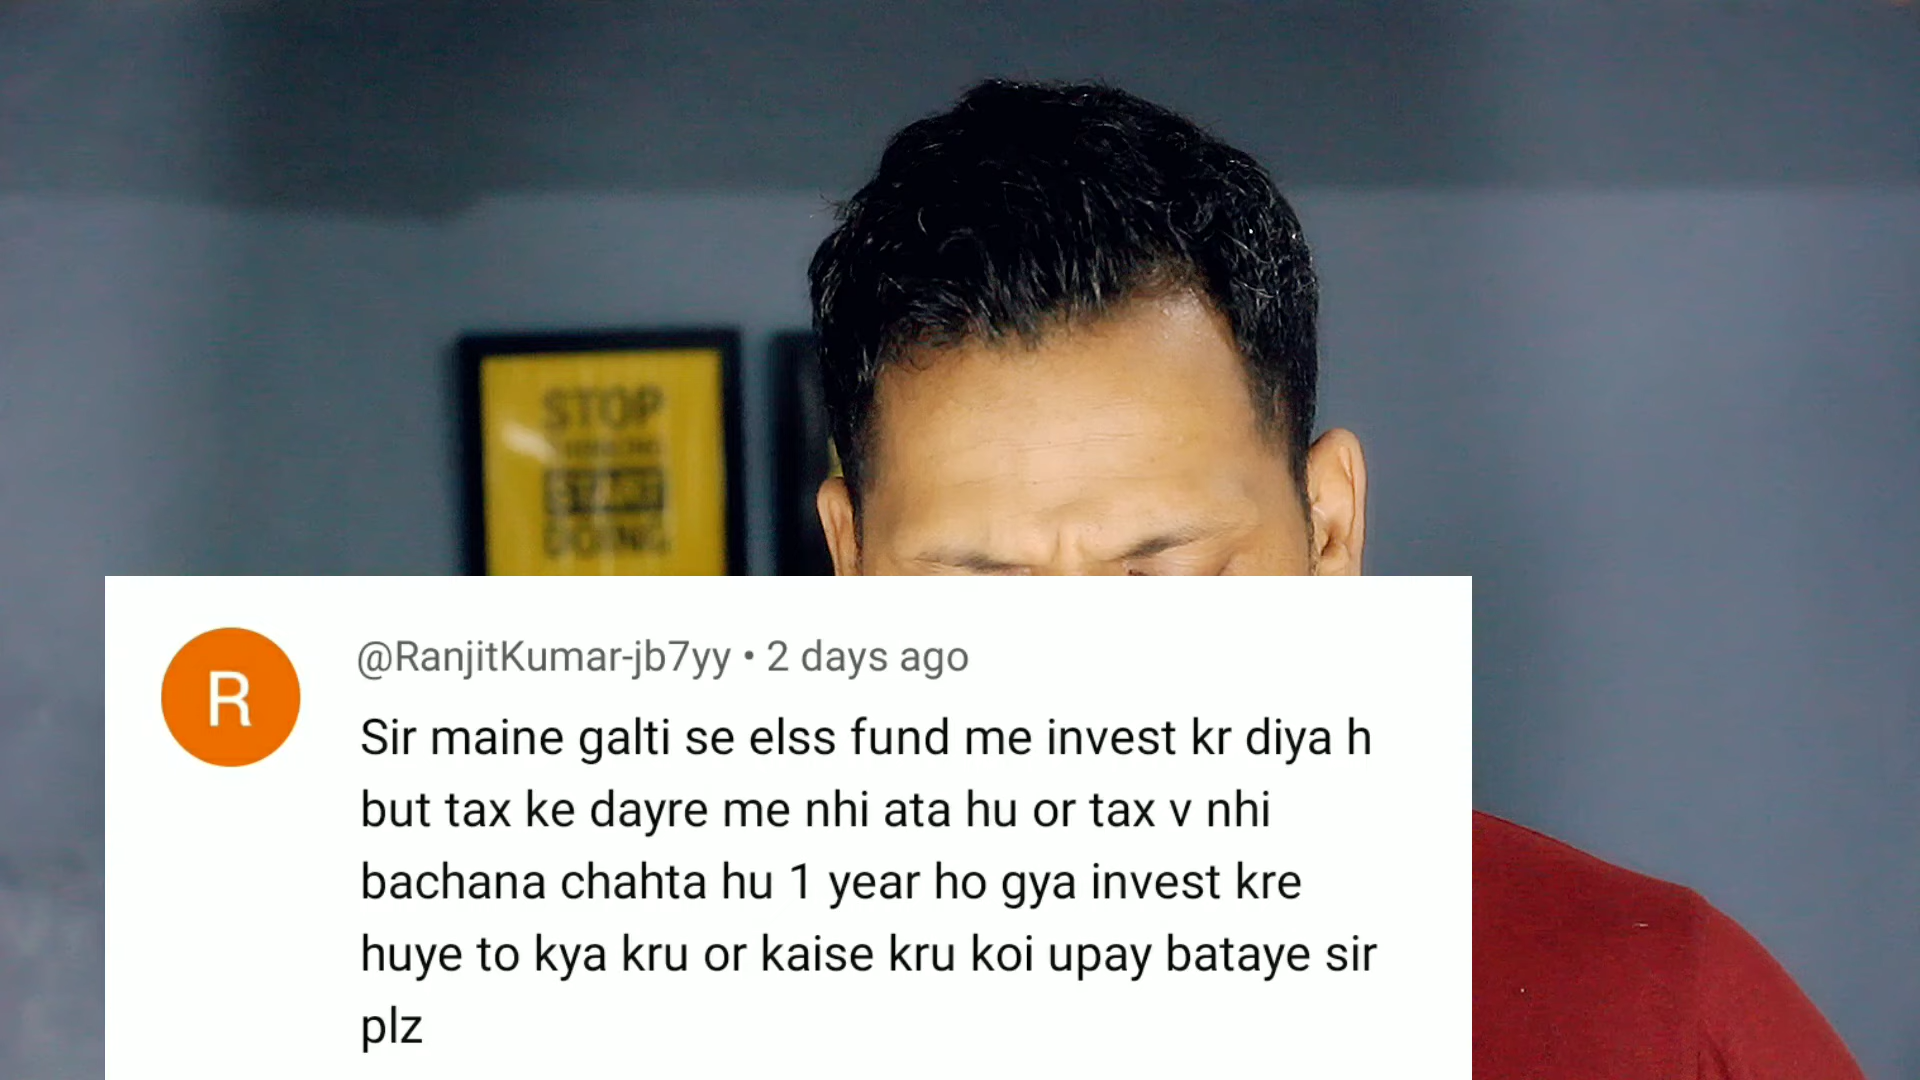 STOP
DOING
R
@RanjitKumar-jb7yy • 2 days ago
Sir maine galti se elss fund me invest kr diya h
but tax ke dayre me nhi ata hu or tax v nhi
bachana chahta hu 1 year ho gya invest kre
huye to kya kru or kaise kru koi upay bataye sir
plz